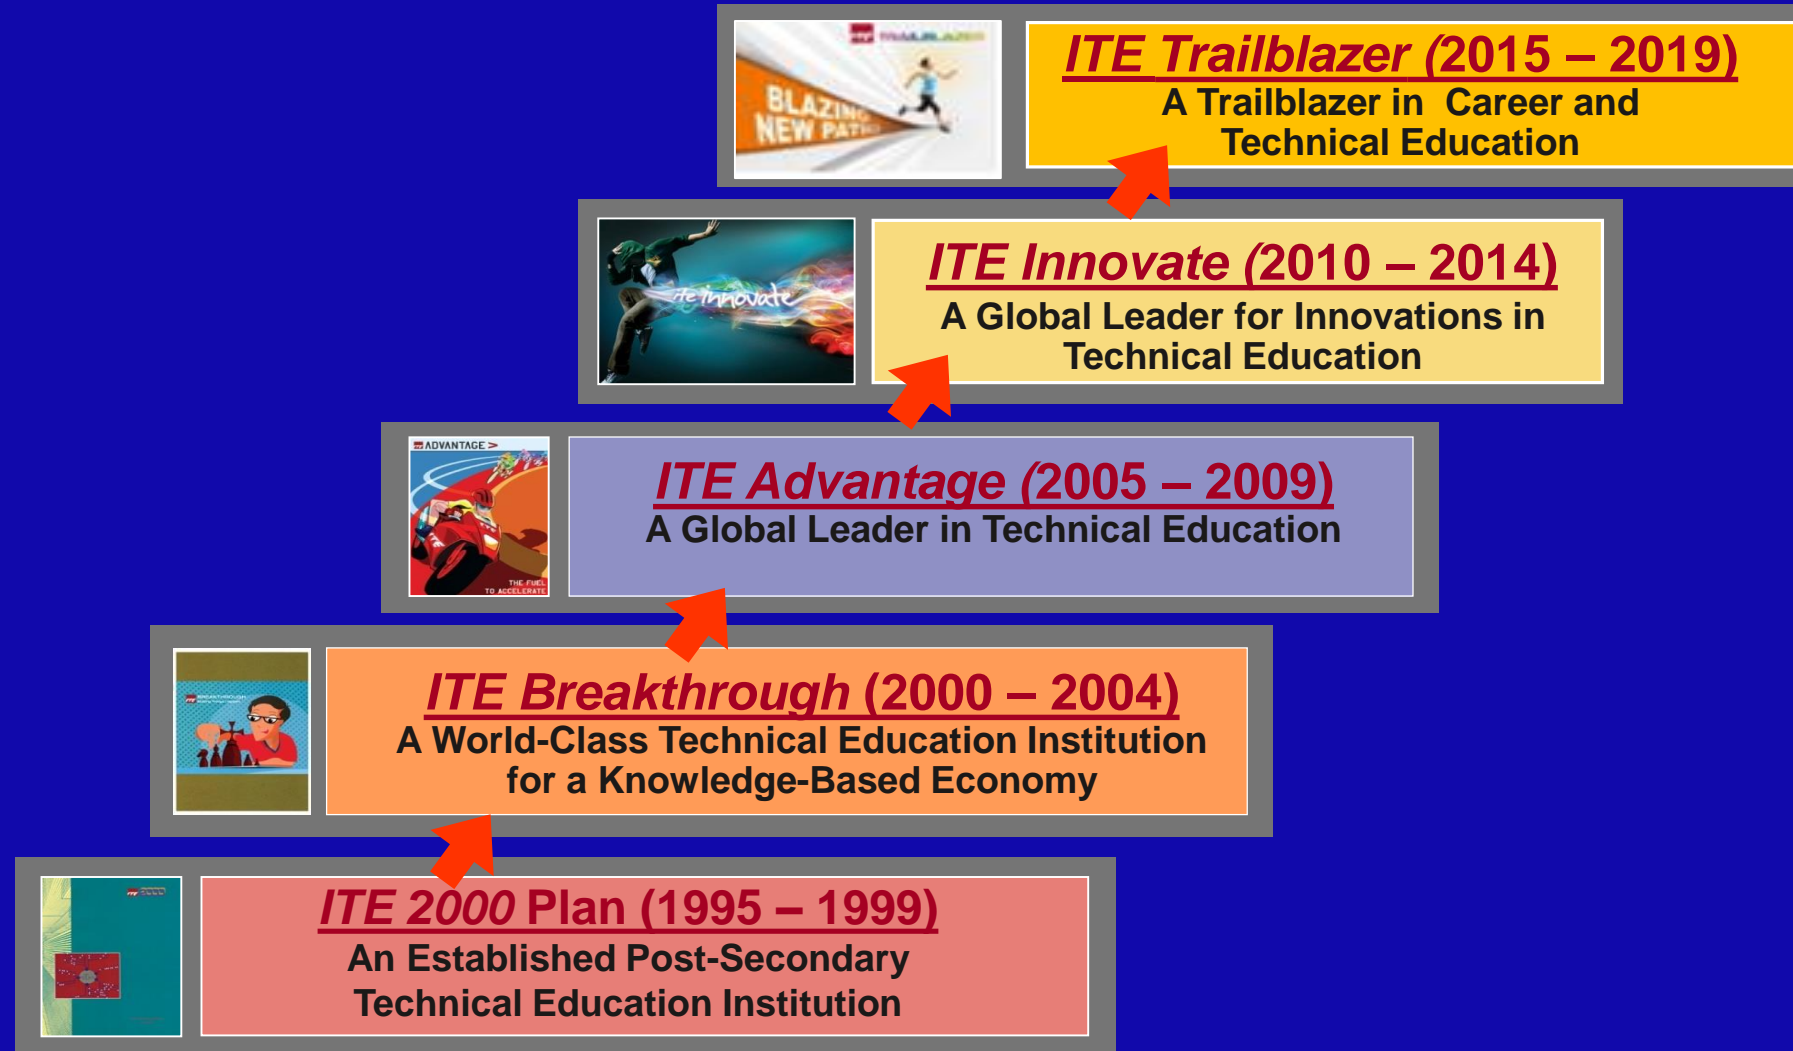 BLAZING
NEW
ITE Trailblazer (2015 – 2019)
A Trailblazer in Career and
Technical Education
ite innovate
ITE Innovate (2010 – 2014)
A Global Leader for Innovations in
Technical Education
ADVANTAGE >
THE FUEL
TO ACCELERATE
ITE Advantage (2005 – 2009)
A Global Leader in Technical Education
ITE Breakthrough (2000 – 2004)
A World-Class Technical Education Institution
for a Knowledge-Based Economy
ITE 2000 Plan (1995 – 1999)
An Established Post-Secondary
Technical Education Institution